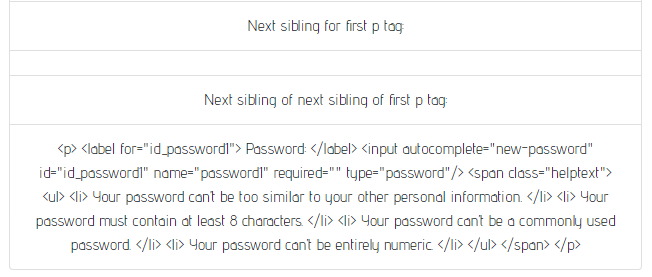 Next sibling for first p tag:
Next sibling of next sibling of first p tag:
<p> <label for="id_password1"> Password: </label> <input autocomplete="new-password"
id="id_password1" name="password1" required="" type="password"/> <span class="helptext">
<ul> <li> Your password can't be too similar to your other personal information. </li> <li> Your
password must contain at least 8 characters. </li> <li> Your password can't be a commonly used
password. </li> <li> Your password can't be entirely numeric. </li> </ul> </span> </p>